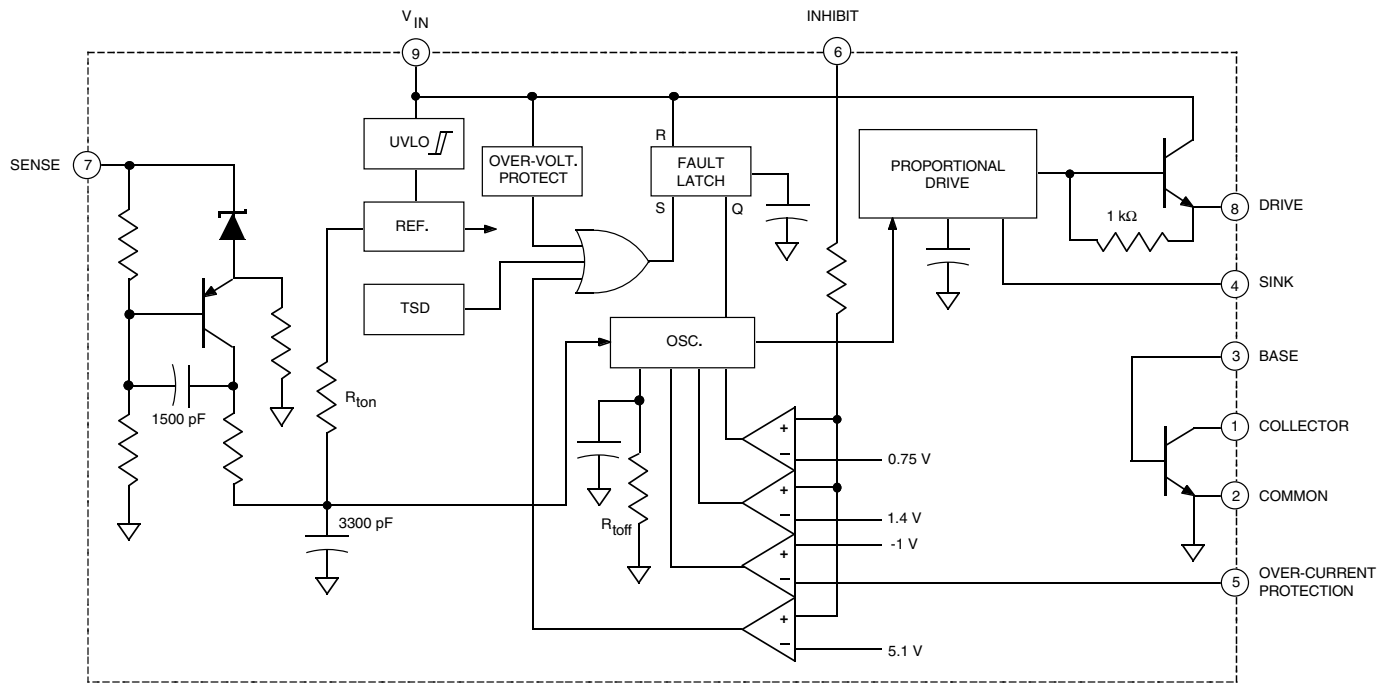 V IN
INHIBIT
9
6
R
UVLO
SENSE
7
OVER-VOLT.
PROTECT
FAULT
LATCH
PROPORTIONAL
DRIVE
S
Q
8
DRIVE
1 kΩ
REF.
4
SINK
TSD
OSC.
3
BASE
1500 pF
Rton
+
–
0.75 V
1
COLLECTOR
+
–
1.4 V
2
COMMON
3300 pF
Rtoff
-1 V
+
–
5
OVER-CURRENT
PROTECTION
+
–
5.1 V